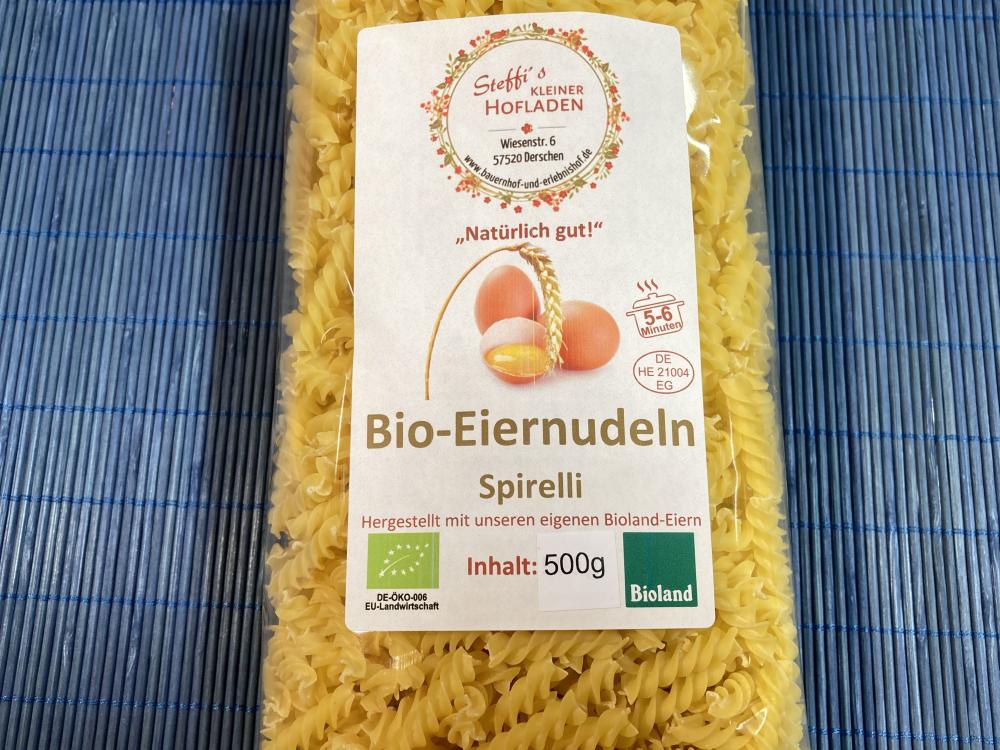 Steffi's
KLEINER
HOFLADEN
Wiesenstr. 6
57520 Derschen
www.bauernhof-und-erlebnishof.de
„Natürlich gut!“
5-6
Minuten
DE
HE 21004
EG
Bio-Eiernudeln
Spirelli
Hergestellt mit unseren eigenen Bioland-Eiern
Inhalt: 500g
Bioland
DE-ÖKO-006
EU-Landwirtschaft